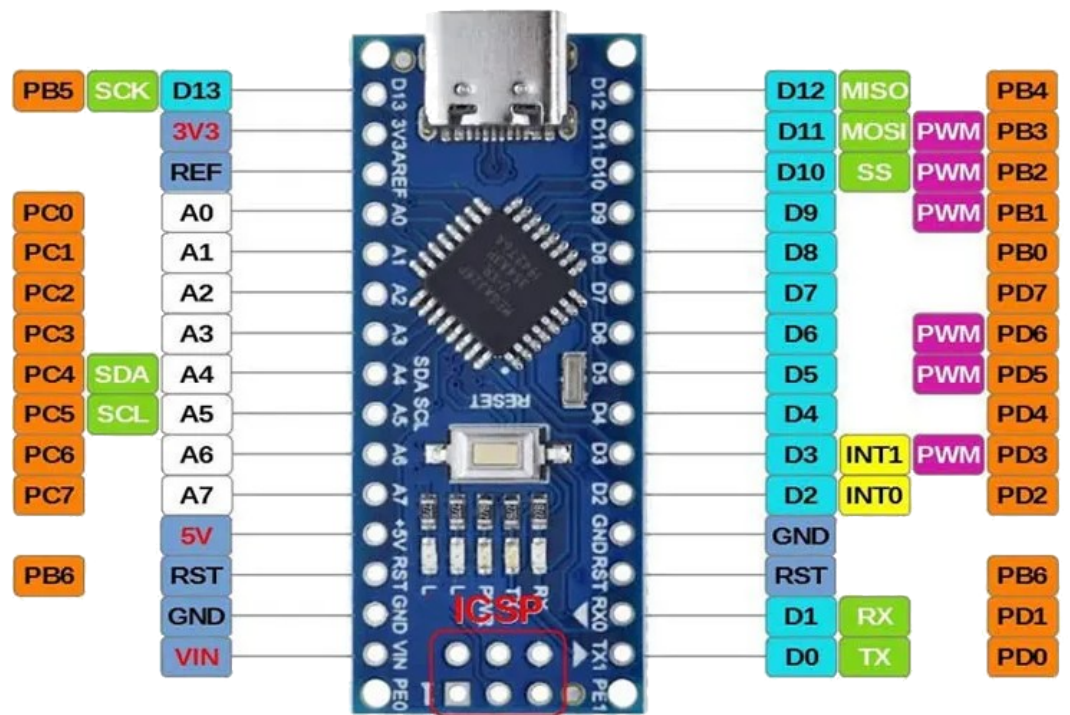 PB5 SCK D13 D13 D12 D12 MISO PB4
3V3 3V3 D11 D11 MOSI PWM PB3
REF AREF D10 D10 SS PWM PB2
PC0 A0 A0 D9 D9 PWM PB1
PC1 A1 A1 D8 D8 PB0
PC2 A2 A2 D7 D7 PD7
PC3 A3 A3 D6 D6 PWM PD6
PC4 SDA A4 A4 SDA D5 D5 PWM PD5
PC5 SCL A5 A5 SCL RESET D4 D4 PD4
PC6 A6 A6 D3 D3 INT1 PWM PD3
PC7 A7 A7 D2 D2 INT0 PD2
5V +5V GND GND
PB6 RST RST L L RST RST PB6
GND GND ICSP RX0 D1 RX PD1
VIN VIN TX1 D0 TX PD0
PE0 1 PE1